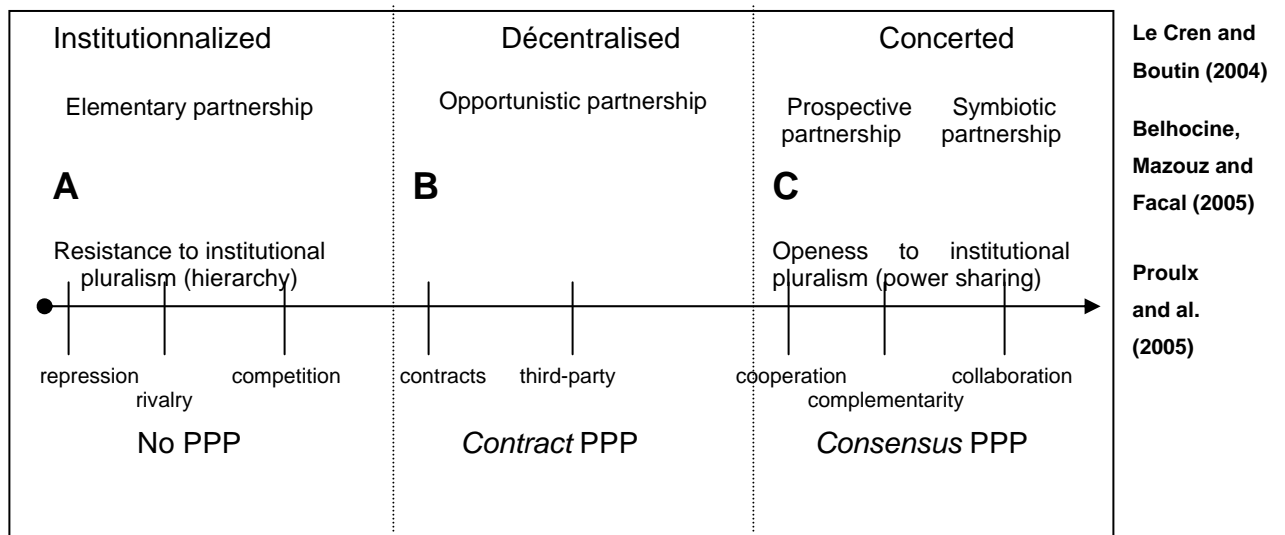 Institutionnalized
Décentralised
Concerted
Elementary partnership
Opportunistic partnership
Prospective
partnership
Symbiotic
partnership
A
B
C
Resistance to institutional
pluralism (hierarchy)
Openess to institutional
pluralism (power sharing)
repression
rivalry
competition
contracts
third-party
cooperation
complementarity
collaboration
No PPP
Contract PPP
Consensus PPP
Le Cren and
Boutin (2004)
Belhocine,
Mazouz and
Facal (2005)
Proulx
and al.
(2005)